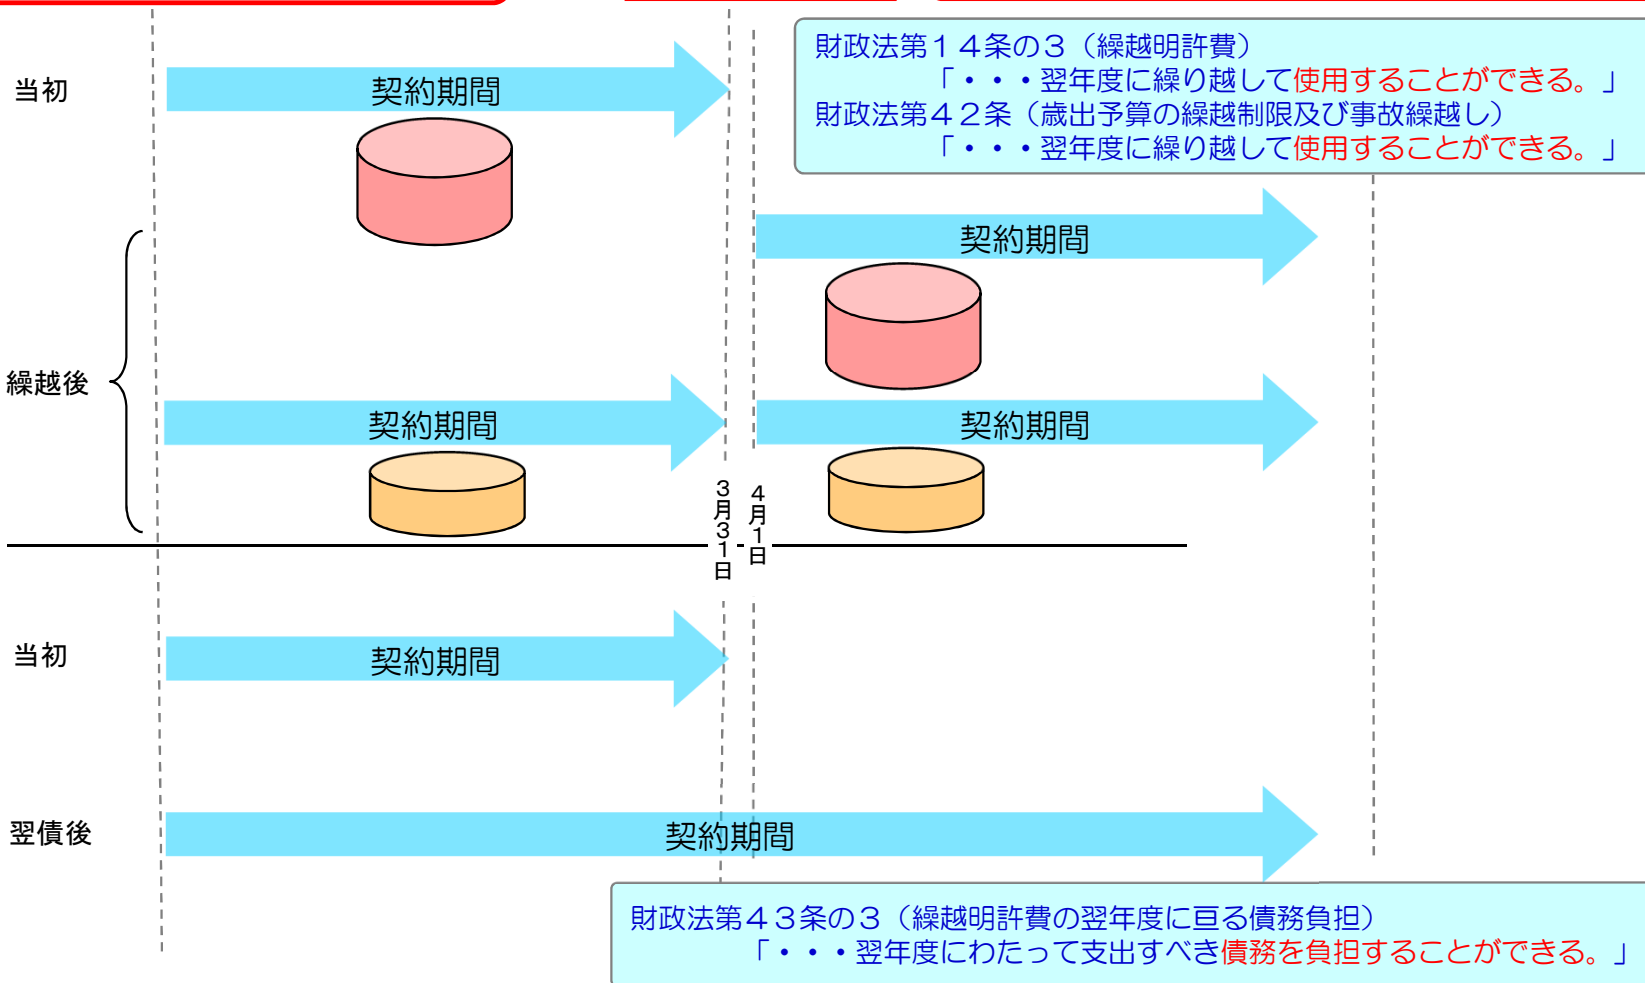 当初
契約期間
財政法第１４条の３（繰越明許費）
「・・・翌年度に繰り越して使用することができる。」
財政法第４２条（歳出予算の繰越制限及び事故繰越し）
「・・・翌年度に繰り越して使用することができる。」
契約期間
繰越後
契約期間
契約期間
３月３１日
４月１日
当初
契約期間
翌債後
契約期間
財政法第４３条の３（繰越明許費の翌年度に亘る債務負担）
「・・・翌年度にわたって支出すべき債務を負担することができる。」